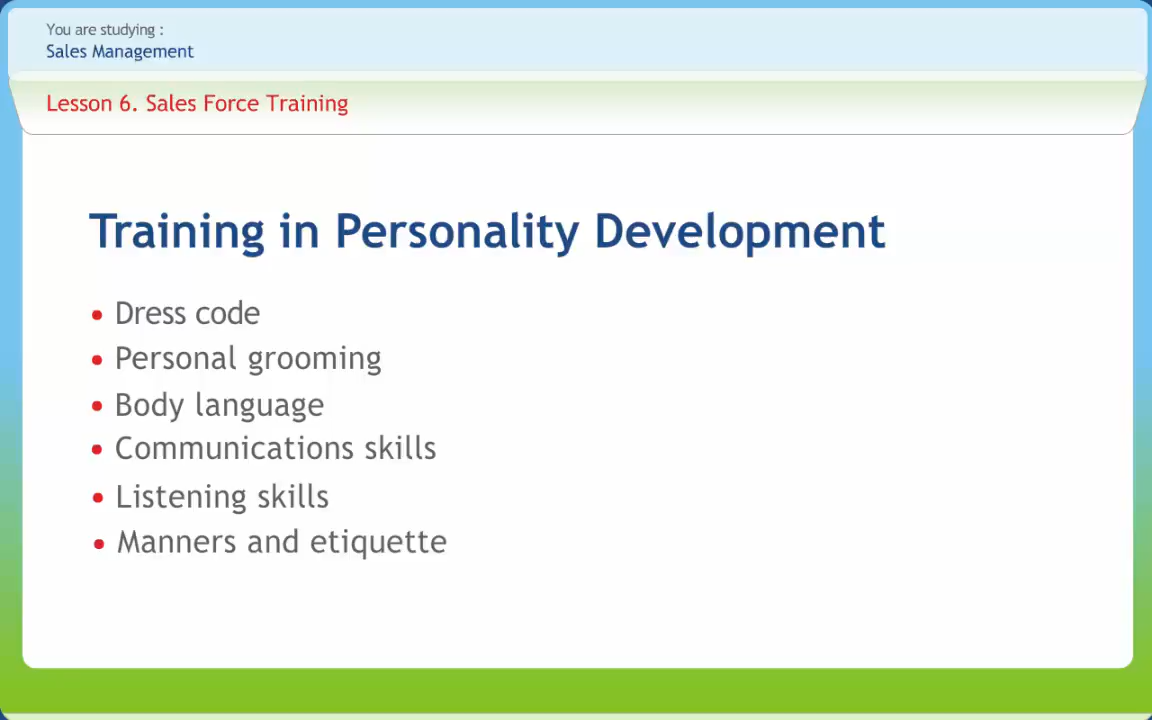 You are studying :
Sales Management
Lesson 6. Sales Force Training
Training in Personality Development
• Dress code
• Personal grooming
• Body language
• Communications skills
• Listening skills
• Manners and etiquette